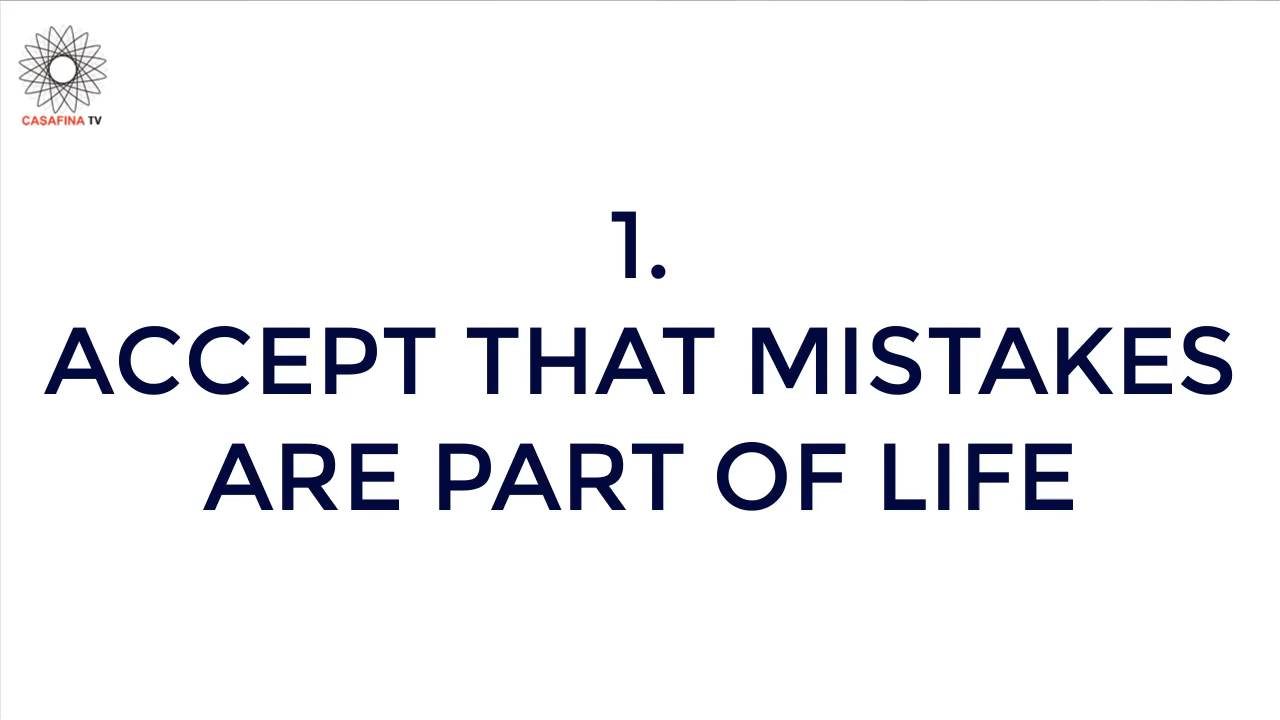 CASAFINA TV
1.
ACCEPT THAT MISTAKES
ARE PART OF LIFE